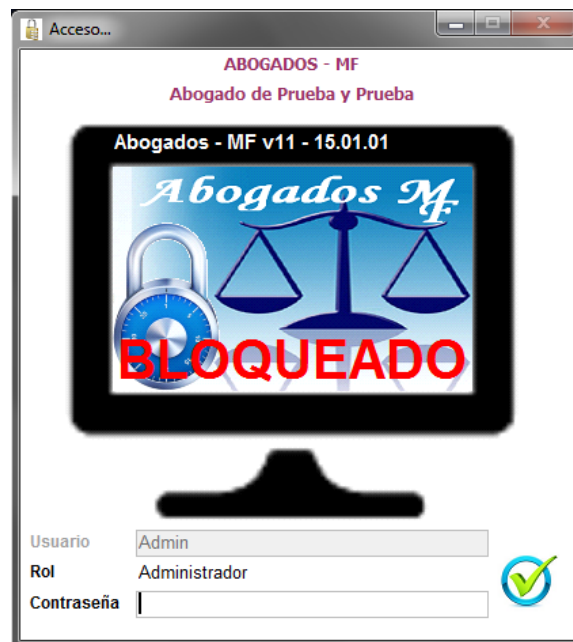 Acceso...
ABOGADOS - MF
Abogado de Prueba y Prueba
Abogados - MF v11 - 15.01.01
Abogados MF
BLOQUEADO
Usuario Admin
Rol Administrador
Contraseña